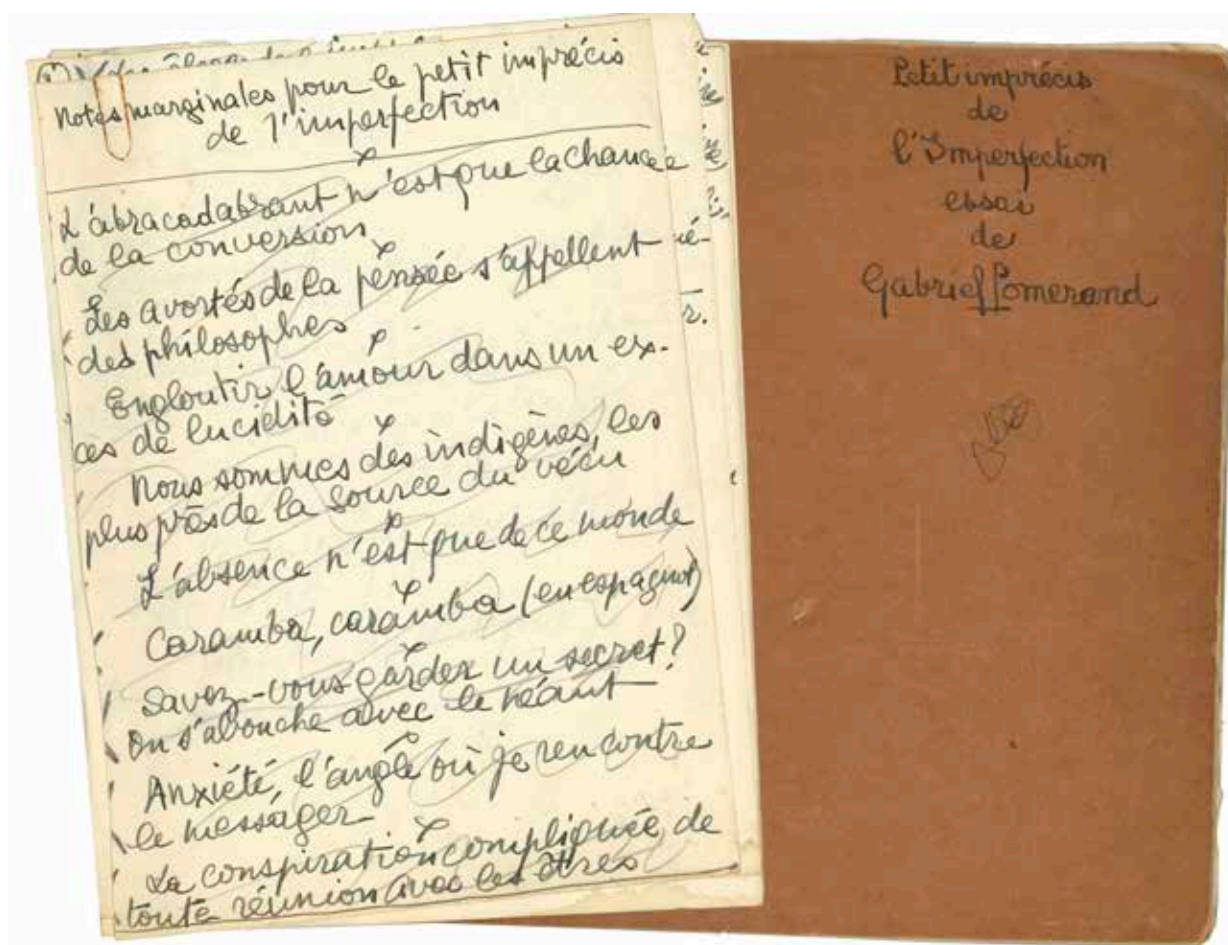 Notes marginales pour le petit imprécis
de l'imperfection
L'abracadabrant n'est que la chance
de la conversion
Les avortés de la pensée s'appellent
des philosophes
Engloutir l'amour dans un ex-
cès de lucidité
Nous sommes des indigènes, les
plus près de la source du vécu
L'absence n'est que de ce monde
Caramba, caramba (en espagnol)
Savez-vous garder un secret?
On s'abouche avec le néant
Anxiété, l'angle où je rencontre
le messager
La conspiration compliquée de
toute réunion avec les êtres
Petit imprécis
de
l'Imperfection
essai
de
Gabriel Pomerand